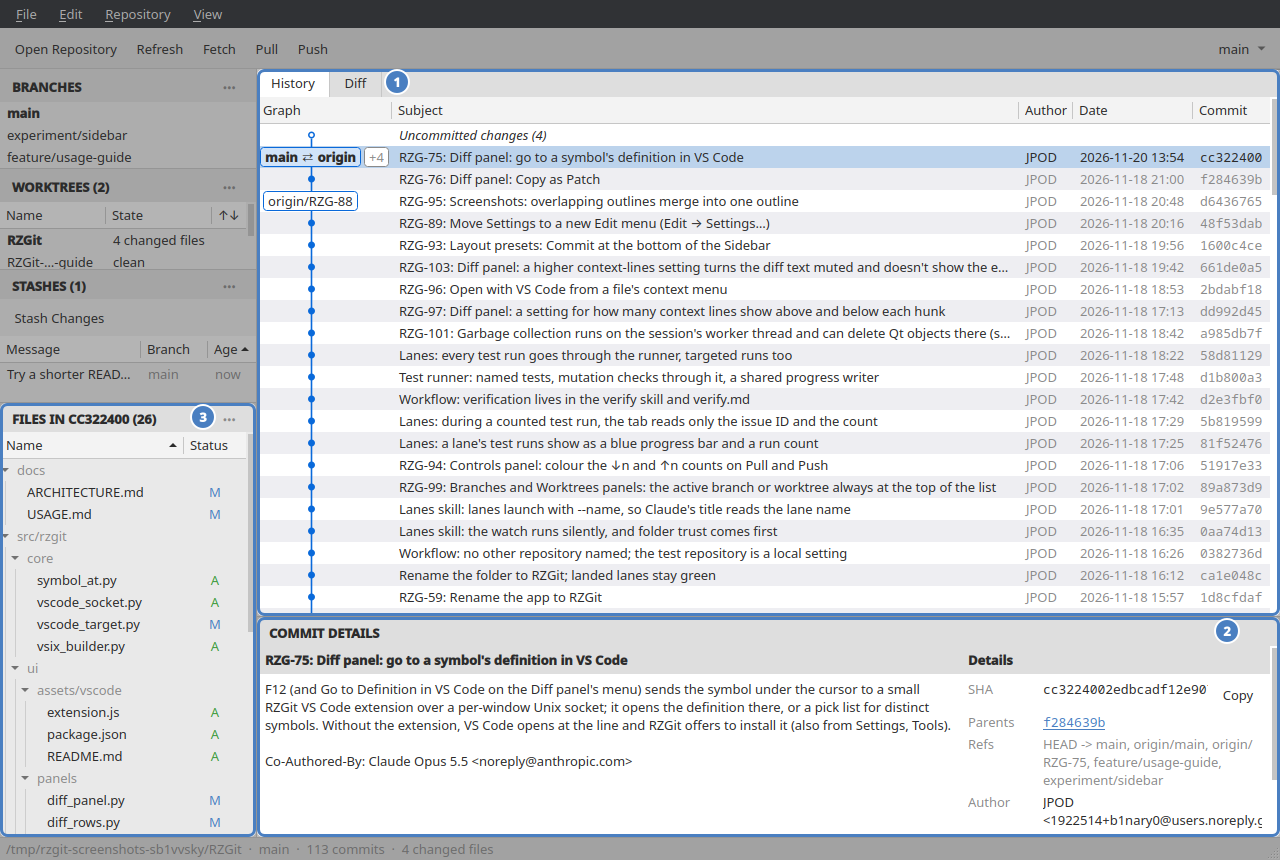 File Edit Repository View
Open Repository Refresh Fetch Pull Push main
BRANCHES ···
main
experiment/sidebar
feature/usage-guide
WORKTREES (2) ···
Name State ↑↓
RZGit 4 changed files
RZGit-...-guide clean
STASHES (1) ···
Stash Changes
Message Branch Age
Try a shorter READ... main now
FILES IN CC322400 (26) 3 ···
Name Status
docs
ARCHITECTURE.md M
USAGE.md M
src/rzgit
core
symbol_at.py A
vscode_socket.py A
vscode_target.py M
vsix_builder.py A
ui
assets/vscode
extension.js A
package.json A
README.md A
panels
diff_panel.py M
diff_rows.py M
History Diff 1
Graph Subject Author Date Commit
Uncommitted changes (4)
main ⇄ origin +4 RZG-75: Diff panel: go to a symbol's definition in VS Code JPOD 2026-11-20 13:54 cc322400
RZG-76: Diff panel: Copy as Patch JPOD 2026-11-18 21:00 f284639b
origin/RZG-88 RZG-95: Screenshots: overlapping outlines merge into one outline JPOD 2026-11-18 20:48 d6436765
RZG-89: Move Settings to a new Edit menu (Edit → Settings...) JPOD 2026-11-18 20:16 48f53dab
RZG-93: Layout presets: Commit at the bottom of the Sidebar JPOD 2026-11-18 19:56 1600c4ce
RZG-103: Diff panel: a higher context-lines setting turns the diff text muted and doesn't show the e... JPOD 2026-11-18 19:42 661de0a5
RZG-96: Open with VS Code from a file's context menu JPOD 2026-11-18 18:53 2bdabf18
RZG-97: Diff panel: a setting for how many context lines show above and below each hunk JPOD 2026-11-18 17:13 dd992d45
RZG-101: Garbage collection runs on the session's worker thread and can delete Qt objects there (s... JPOD 2026-11-18 18:42 a985db7f
Lanes: every test run goes through the runner, targeted runs too JPOD 2026-11-18 18:22 58d81129
Test runner: named tests, mutation checks through it, a shared progress writer JPOD 2026-11-18 17:48 d1b800a3
Workflow: verification lives in the verify skill and verify.md JPOD 2026-11-18 17:42 d2e3fbf0
Lanes: during a counted test run, the tab reads only the issue ID and the count JPOD 2026-11-18 17:29 5b819599
Lanes: a lane's test runs show as a blue progress bar and a run count JPOD 2026-11-18 17:25 81f52476
RZG-94: Controls panel: colour the ↓n and ↑n counts on Pull and Push JPOD 2026-11-18 17:06 51917e33
RZG-99: Branches and Worktrees panels: the active branch or worktree always at the top of the list JPOD 2026-11-18 17:02 89a873d9
Lanes skill: lanes launch with --name, so Claude's title reads the lane name JPOD 2026-11-18 17:01 9e577a70
Lanes skill: the watch runs silently, and folder trust comes first JPOD 2026-11-18 16:35 0aa74d13
Workflow: no other repository named; the test repository is a local setting JPOD 2026-11-18 16:26 0382736d
Rename the folder to RZGit; landed lanes stay green JPOD 2026-11-18 16:12 ca1e048c
RZG-59: Rename the app to RZGit JPOD 2026-11-18 15:57 1d8cfdaf
COMMIT DETAILS 2
RZG-75: Diff panel: go to a symbol's definition in VS Code
F12 (and Go to Definition in VS Code on the Diff panel's menu) sends the symbol under the cursor to a small
RZGit VS Code extension over a per-window Unix socket; it opens the definition there, or a pick list for distinct
symbols. Without the extension, VS Code opens at the line and RZGit offers to install it (also from Settings, Tools).
Co-Authored-By: Claude Opus 5.5 <noreply@anthropic.com>
Details
SHA cc3224002edbcadf12e90 Copy
Parents f284639b
Refs HEAD -> main, origin/main, origin/
RZG-75, feature/usage-guide,
experiment/sidebar
Author JPOD
<1922514+b1nary0@users.noreply.g
/tmp/rzgit-screenshots-sb1vvsky/RZGit · main · 113 commits · 4 changed files